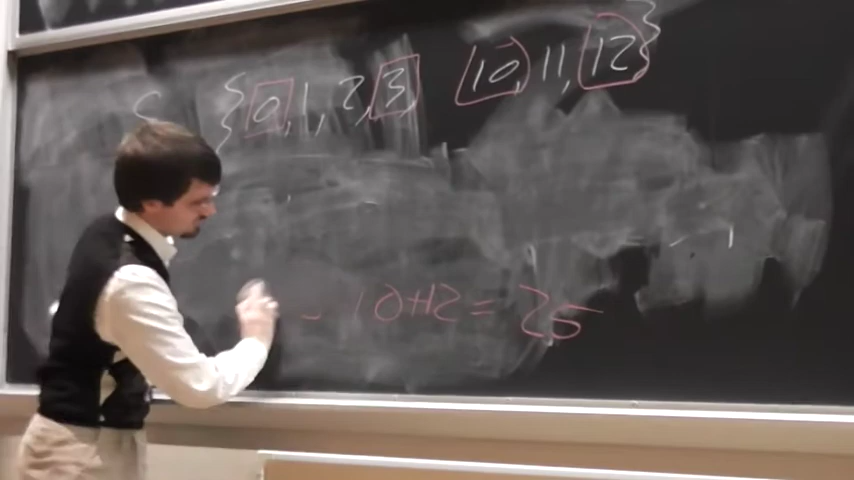 { 0, 1, 2, 3, 10, 11, 12 }
10+12 = 25